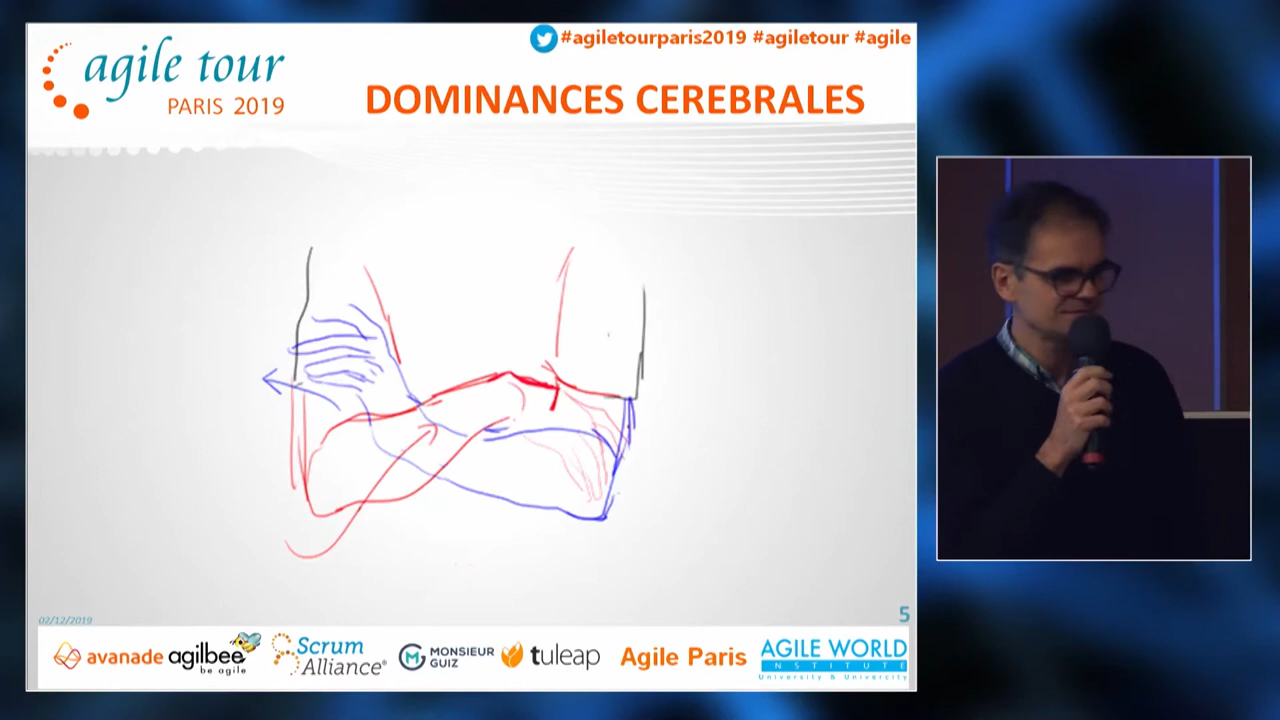 #agiletourparis2019 #agiletour #agile
agile tour
PARIS 2019
DOMINANCES CEREBRALES
02/12/2019
5
avanade
agilbee
be agile
Scrum
Alliance®
MONSIEUR
GUIZ
tuleap
Agile Paris
AGILE WORLD
INSTITUTE
University & Univercity